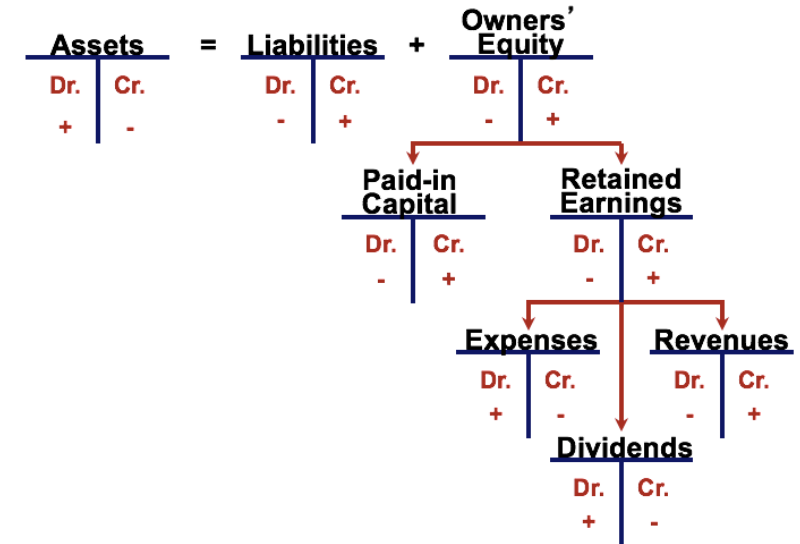 Assets = Liabilities + Owners’ Equity
Dr. Cr. Dr. Cr. Dr. Cr.
+ - - + - +
Paid-in Capital Retained Earnings
Dr. Cr. Dr. Cr.
- + - +
Expenses Revenues
Dr. Cr. Dr. Cr.
+ - - +
Dividends
Dr. Cr.
+ -